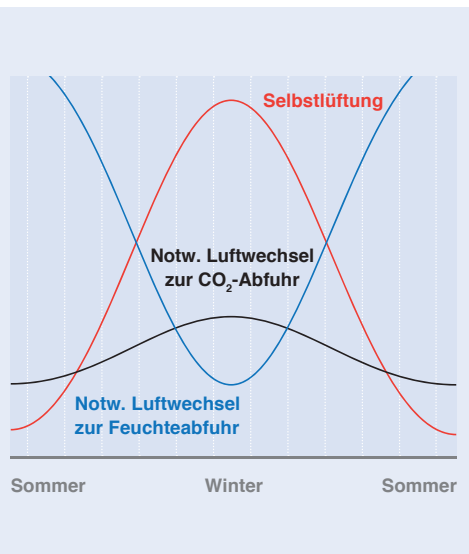 Selbstlüftung
Notw. Luftwechsel
zur CO₂-Abfuhr
Notw. Luftwechsel
zur Feuchteabfuhr
Sommer Winter Sommer